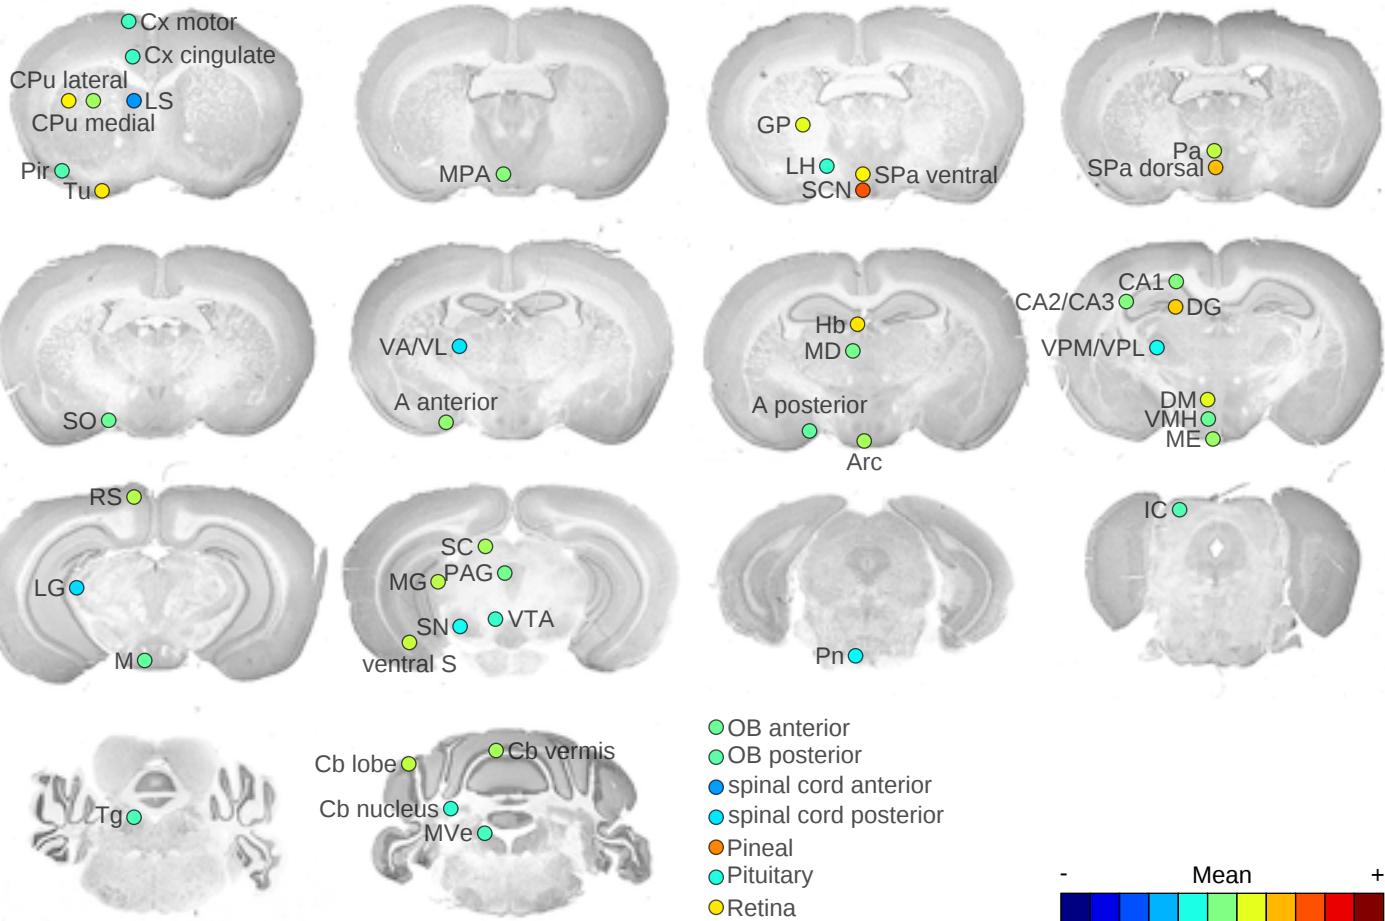 Cx motor
Cx cingulate
CPu lateral
LS
CPu medial
Pir
Tu
MPA
GP
LH
SPa ventral
SCN
Pa
SPa dorsal
SO
VA/VL
A anterior
Hb
MD
A posterior
Arc
CA1
CA2/CA3
DG
VPM/VPL
DM
VMH
ME
RS
LG
M
SC
MG
PAG
SN
VTA
ventral S
Pn
IC
Tg
Cb lobe
Cb vermis
Cb nucleus
MVe
OB anterior
OB posterior
spinal cord anterior
spinal cord posterior
Pineal
Pituitary
Retina
- Mean +